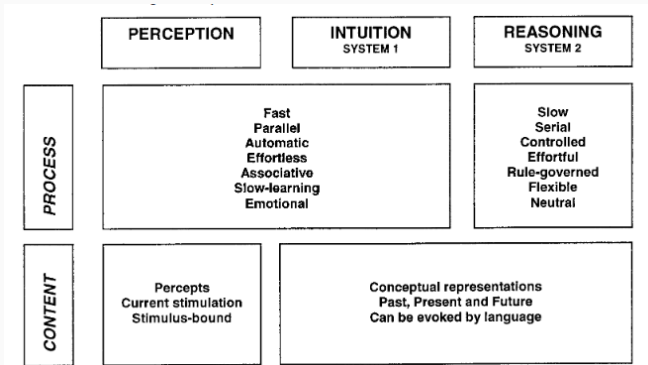 PERCEPTION
INTUITION
SYSTEM 1
REASONING
SYSTEM 2
PROCESS
Fast
Parallel
Automatic
Effortless
Associative
Slow-learning
Emotional
Slow
Serial
Controlled
Effortful
Rule-governed
Flexible
Neutral
CONTENT
Percepts
Current stimulation
Stimulus-bound
Conceptual representations
Past, Present and Future
Can be evoked by language